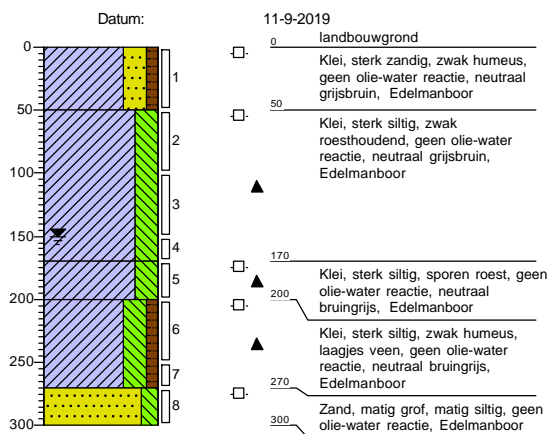 Datum: 11-9-2019
0
50
100
150
200
250
300
1
2
3
4
5
6
7
8
0
landbouwgrond
Klei, sterk zandig, zwak humeus,
geen olie-water reactie, neutraal
grijsbruin, Edelmanboor
50
Klei, sterk siltig, zwak
roesthoudend, geen olie-water
reactie, neutraal grijsbruin,
Edelmanboor
170
Klei, sterk siltig, sporen roest, geen
olie-water reactie, neutraal
bruingrijs, Edelmanboor
200
Klei, sterk siltig, zwak humeus,
laagjes veen, geen olie-water
reactie, neutraal bruingrijs,
Edelmanboor
270
Zand, matig grof, matig siltig, geen
olie-water reactie, Edelmanboor
300